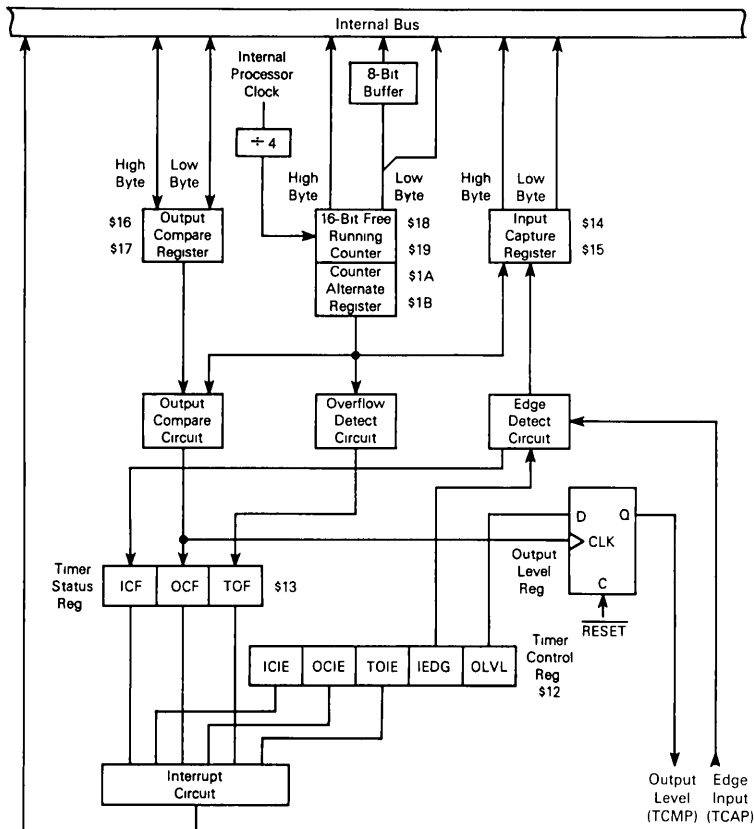 Internal Bus
Internal
Processor
Clock
8-Bit
Buffer
÷ 4
High
Byte
Low
Byte
High
Byte
Low
Byte
High
Byte
Low
Byte
$16
$17
Output
Compare
Register
16-Bit Free
Running
Counter
$18
$19
Counter
Alternate
Register
$1A
$1B
Input
Capture
Register
$14
$15
Output
Compare
Circuit
Overflow
Detect
Circuit
Edge
Detect
Circuit
D
Q
CLK
C
Output
Level
Reg
RESET
Timer
Status
Reg
ICF
OCF
TOF
$13
ICIE
OCIE
TOIE
IEDG
OLVL
Timer
Control
Reg
$12
Interrupt
Circuit
Output
Level
(TCMP)
Edge
Input
(TCAP)